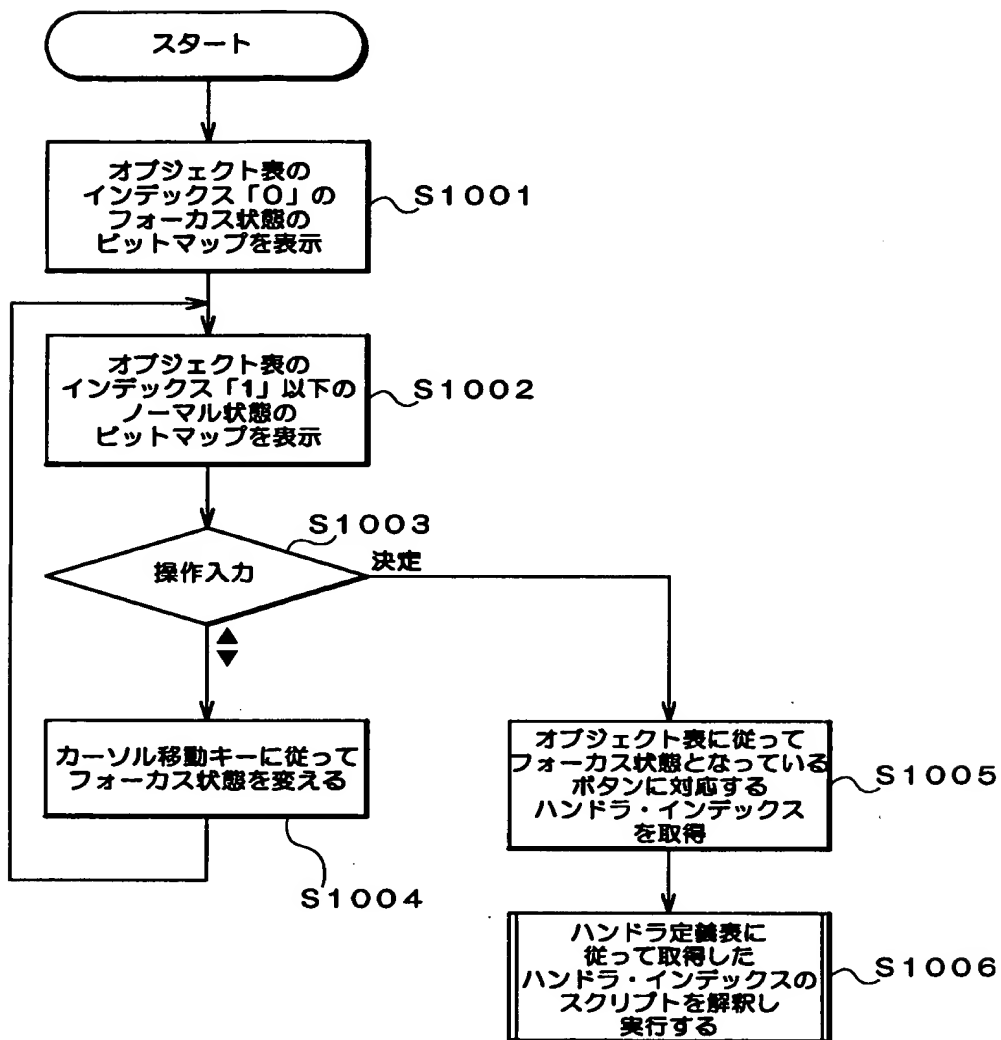 スタート
オブジェクト表の
インデックス「0」の
フォーカス状態の
ビットマップを表示
S1001
オブジェクト表の
インデックス「1」以下の
ノーマル状態の
ビットマップを表示
S1002
S1003
操作入力
決定
▲
▼
カーソル移動キーに従って
フォーカス状態を変える
S1004
オブジェクト表に従って
フォーカス状態となっている
ボタンに対応する
ハンドラ・インデックス
を取得
S1005
ハンドラ定義表に
従って取得した
ハンドラ・インデックスの
スクリプトを解釈し
実行する
S1006